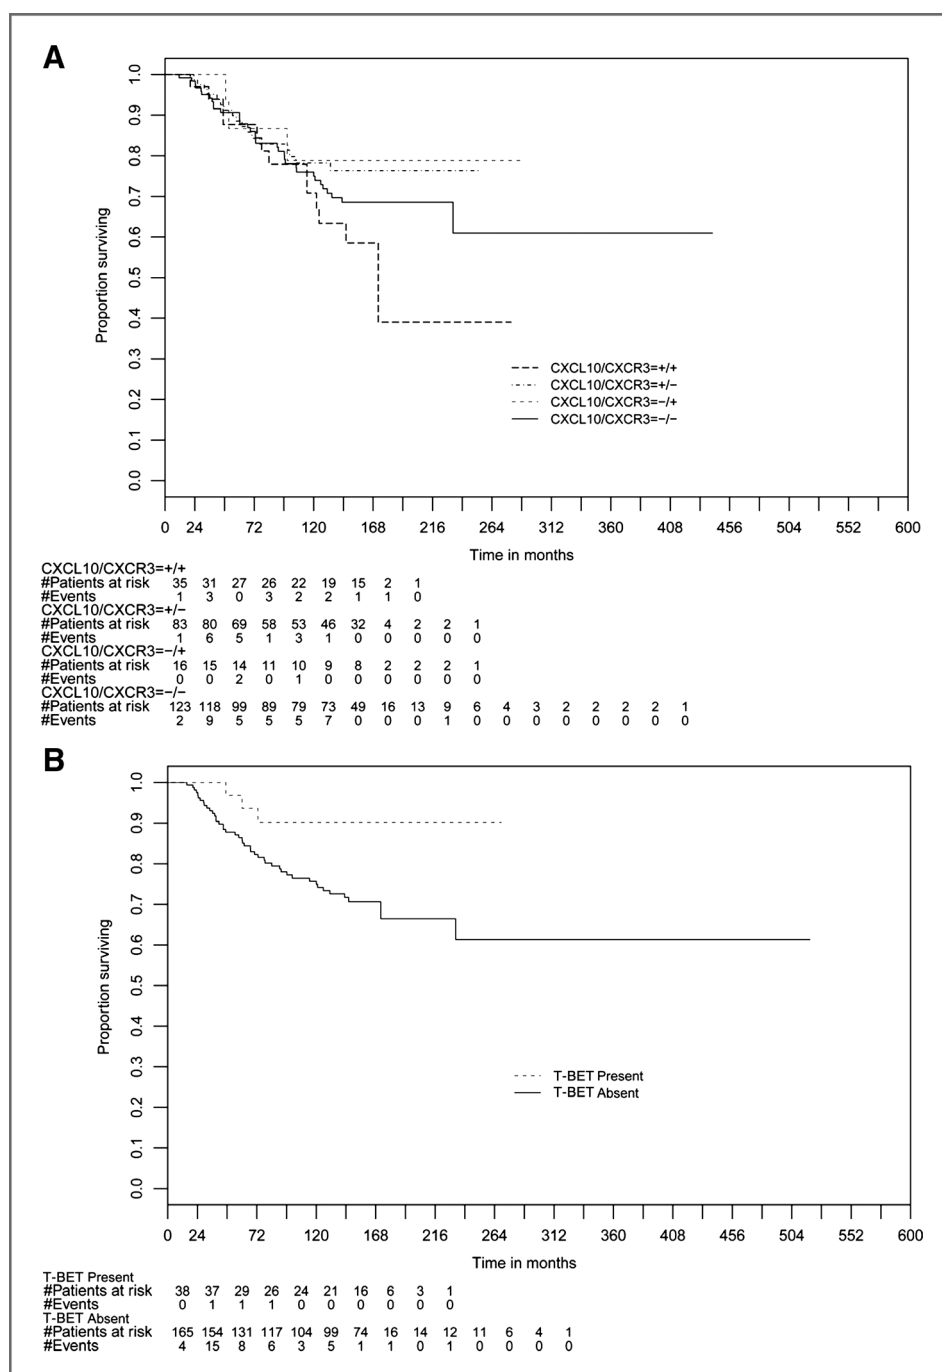 A
1.0
0.9
0.8
0.7
0.6
0.5
0.4
0.3
0.2
0.1
0.0
Proportion surviving
CXCL10/CXCR3=+/+
CXCL10/CXCR3=+/−
CXCL10/CXCR3=−/+
CXCL10/CXCR3=−/−
0 24 72 120 168 216 264 312 360 408 456 504 552 600
Time in months
CXCL10/CXCR3=+/+
#Patients at risk 35 31 27 26 22 19 15 2 1
#Events 1 3 0 3 2 2 1 1 0
CXCL10/CXCR3=+/−
#Patients at risk 83 80 69 58 53 46 32 4 2 2 1
#Events 1 6 5 1 3 1 0 0 0 0 0
CXCL10/CXCR3=−/+
#Patients at risk 16 15 14 11 10 9 8 2 2 2 1
#Events 0 0 2 0 1 0 0 0 0 0 0
CXCL10/CXCR3=−/−
#Patients at risk 123 118 99 89 79 73 49 16 13 9 6 4 3 2 2 2 2 1
#Events 2 9 5 5 5 7 0 0 0 1 0 0 0 0 0 0 0 0
B
1.0
0.9
0.8
0.7
0.6
0.5
0.4
0.3
0.2
0.1
0.0
Proportion surviving
T-BET Present
T-BET Absent
0 24 72 120 168 216 264 312 360 408 456 504 552 600
Time in months
T-BET Present
#Patients at risk 38 37 29 26 24 21 16 6 3 1
#Events 0 1 1 1 0 0 0 0 0 0
T-BET Absent
#Patients at risk 165 154 131 117 104 99 74 16 14 12 11 6 4 1
#Events 4 15 8 6 3 5 1 1 0 1 0 0 0 0